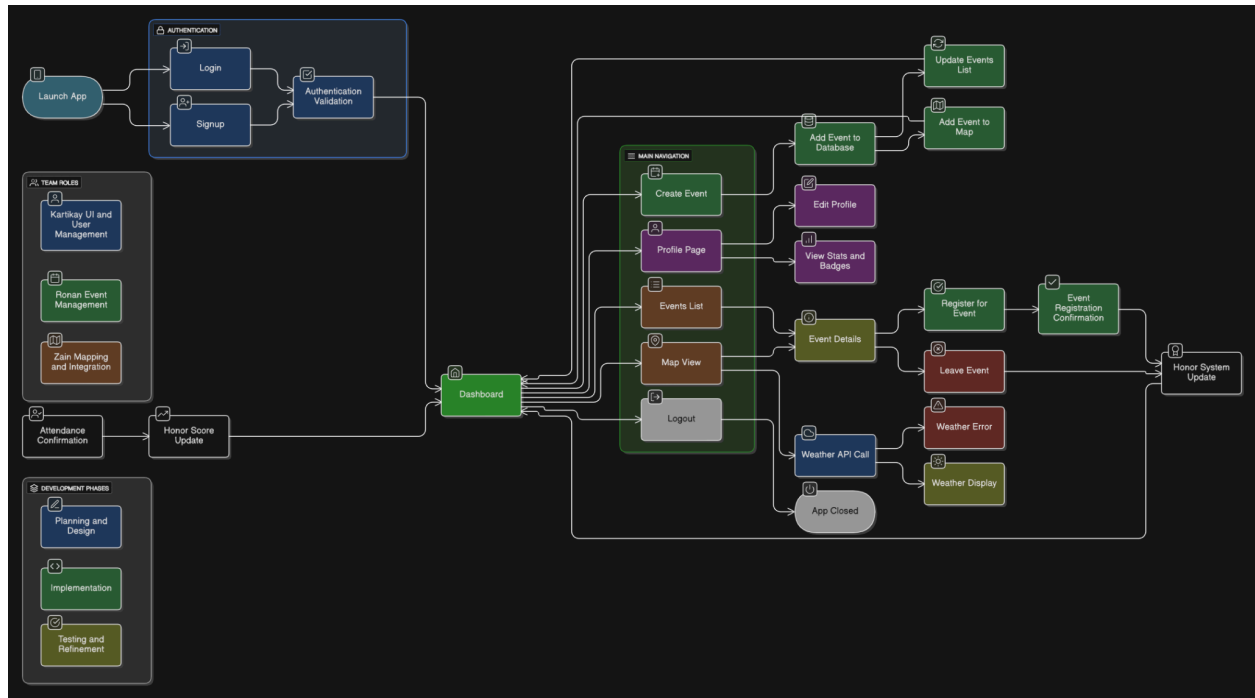 AUTHENTICATION
Login
Launch App
Authentication
Validation
Signup
TEAM ROLES
Kartikay UI and
User
Management
Ronan Event
Management
Zain Mapping
and Integration
Attendance
Confirmation
Honor Score
Update
DEVELOPMENT PHASES
Planning and
Design
Implementation
Testing and
Refinement
Dashboard
MAIN NAVIGATION
Create Event
Profile Page
Events List
Map View
Logout
Add Event to
Database
Edit Profile
View Stats and
Badges
Event Details
Weather API Call
App Closed
Update Events
List
Add Event to
Map
Register for
Event
Leave Event
Weather Error
Weather Display
Event
Registration
Confirmation
Honor System
Update